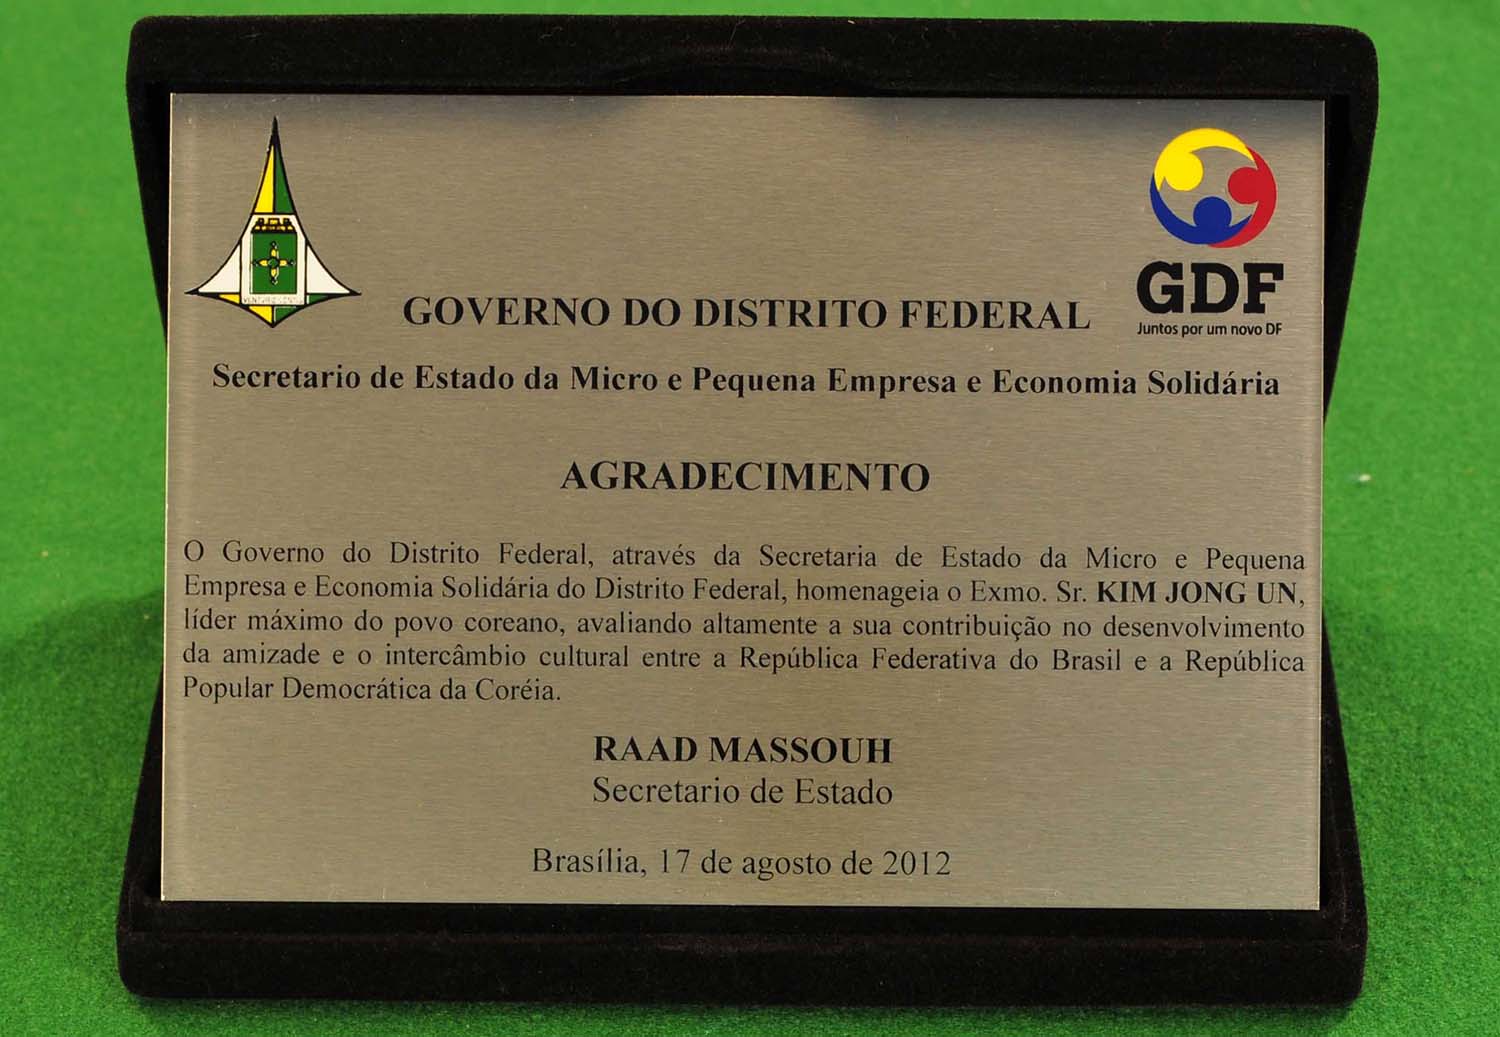 GDF
Juntos por um novo DF
GOVERNO DO DISTRITO FEDERAL
Secretario de Estado da Micro e Pequena Empresa e Economia Solidária
AGRADECIMENTO
O Governo do Distrito Federal, através da Secretaria de Estado da Micro e Pequena
Empresa e Economia Solidária do Distrito Federal, homenageia o Exmo. Sr. KIM JONG UN,
líder máximo do povo coreano, avaliando altamente a sua contribuição no desenvolvimento
da amizade e o intercâmbio cultural entre a República Federativa do Brasil e a República
Popular Democrática da Coréia.
RAAD MASSOUH
Secretario de Estado
Brasília, 17 de agosto de 2012